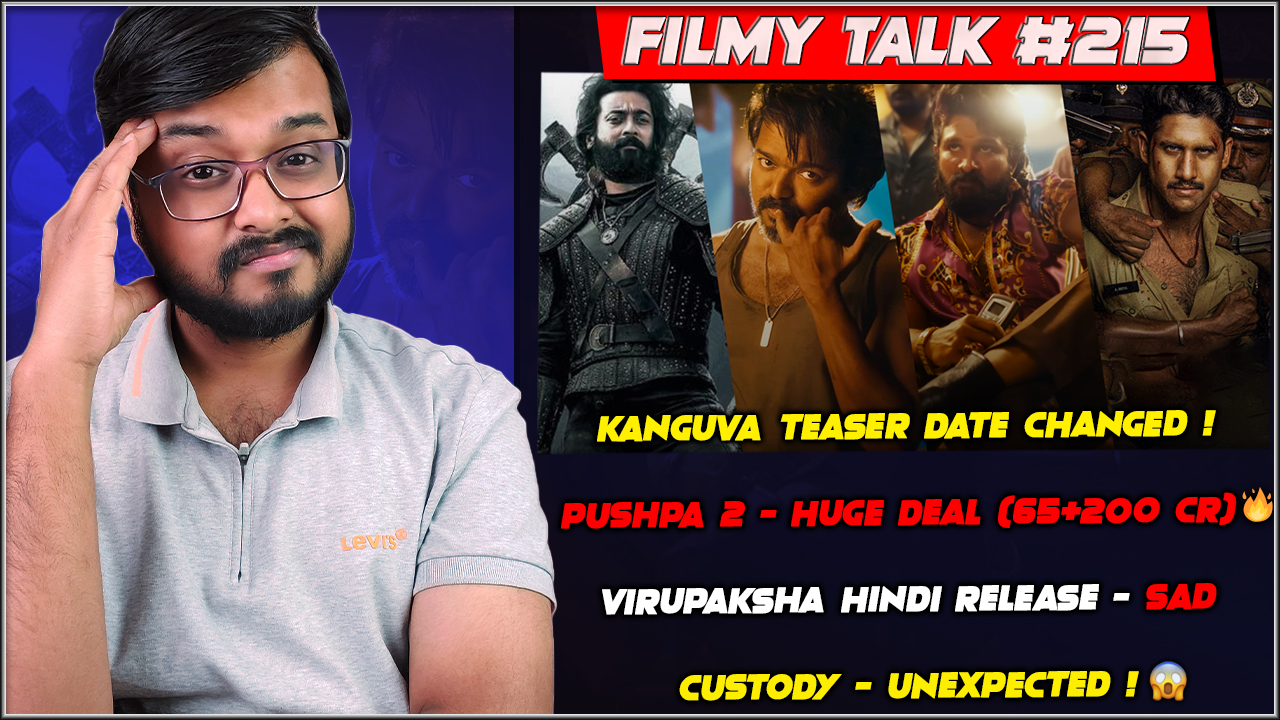 FILMY TALK #215
KANGUVA TEASER DATE CHANGED !
PUSHPA 2 - HUGE DEAL (65+200 CR)🔥
Levi's®
VIRUPAKSHA HINDI RELEASE - SAD
CUSTODY - UNEXPECTED ! 😱